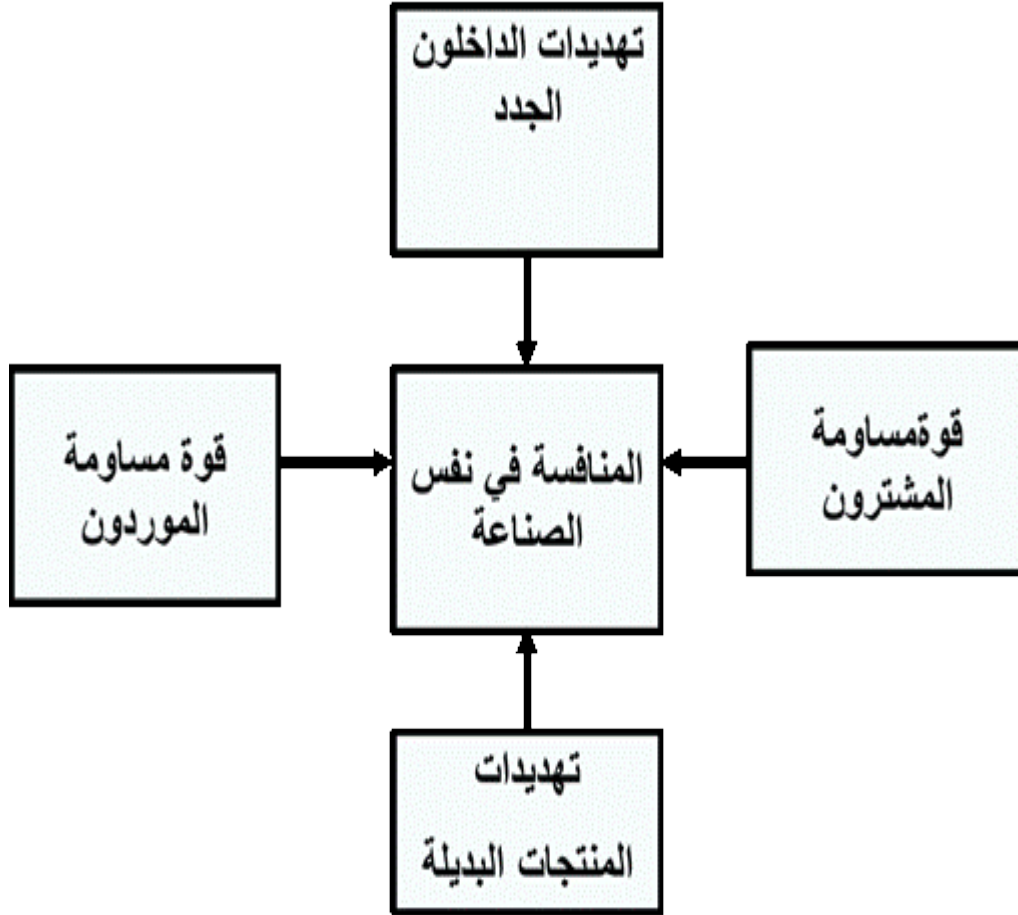 تهديدات الداخلون
الجدد
قوةمساومة
المشترون
المنافسة في نفس
الصناعة
قوة مساومة
الموردون
تهديدات
المنتجات البديلة